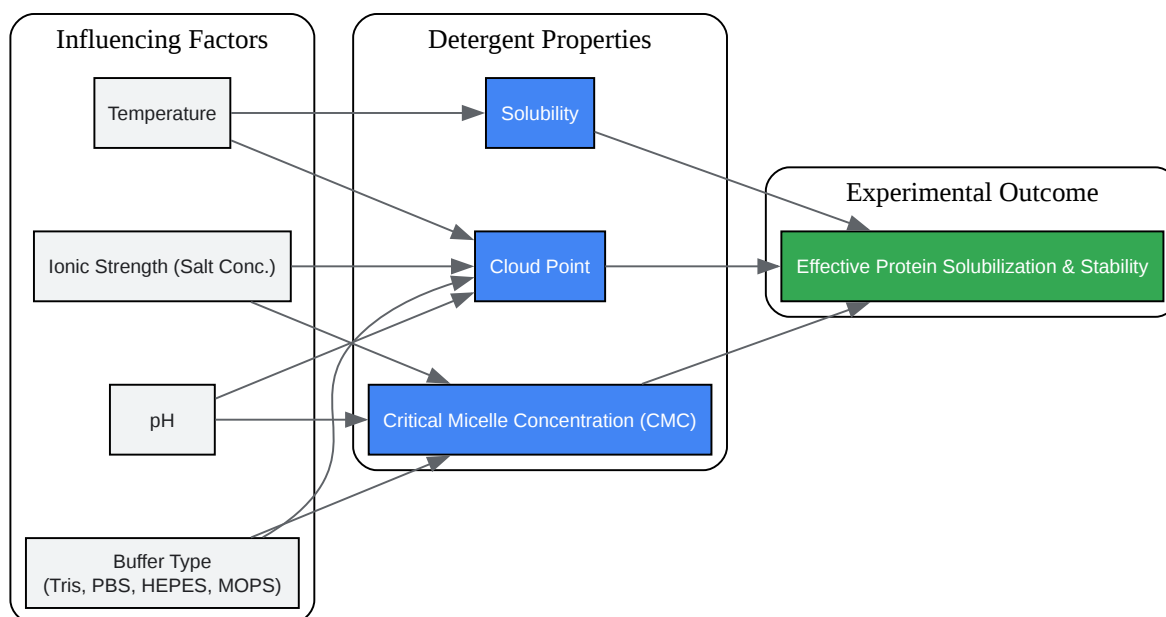 Influencing Factors
Temperature
Ionic Strength (Salt Conc.)
pH
Buffer Type
(Tris, PBS, HEPES, MOPS)
Detergent Properties
Solubility
Cloud Point
Critical Micelle Concentration (CMC)
Experimental Outcome
Effective Protein Solubilization & Stability